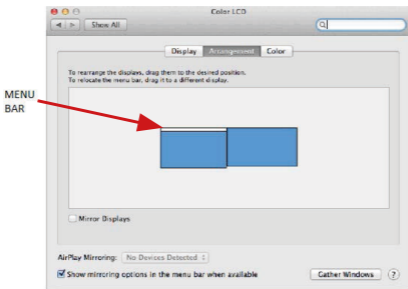 Color LCD
Show All
Display Arrangement Color
To rearrange the displays, drag them to the desired position.
To relocate the menu bar, drag it to a different display.
MENU
BAR
Mirror Displays
AirPlay Mirroring: No Devices Detected
Show mirroring options in the menu bar when available
Gather Windows ?